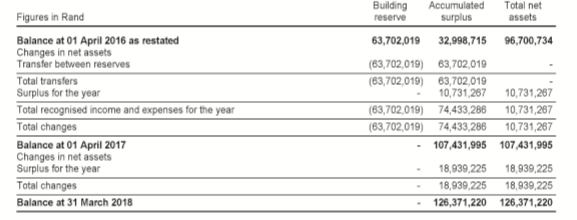 Figures in Rand Building reserve Accumulated surplus Total net assets
Balance at 01 April 2016 as restated 63,702,019 32,998,715 96,700,734
Changes in net assets
Transfer between reserves (63,702,019) 63,702,019 -
Total transfers (63,702,019) 63,702,019 -
Surplus for the year - 10,731,267 10,731,267
Total recognised income and expenses for the year (63,702,019) 74,433,286 10,731,267
Total changes (63,702,019) 74,433,286 10,731,267
Balance at 01 April 2017 - 107,431,995 107,431,995
Changes in net assets
Surplus for the year - 18,939,225 18,939,225
Total changes - 18,939,225 18,939,225
Balance at 31 March 2018 - 126,371,220 126,371,220